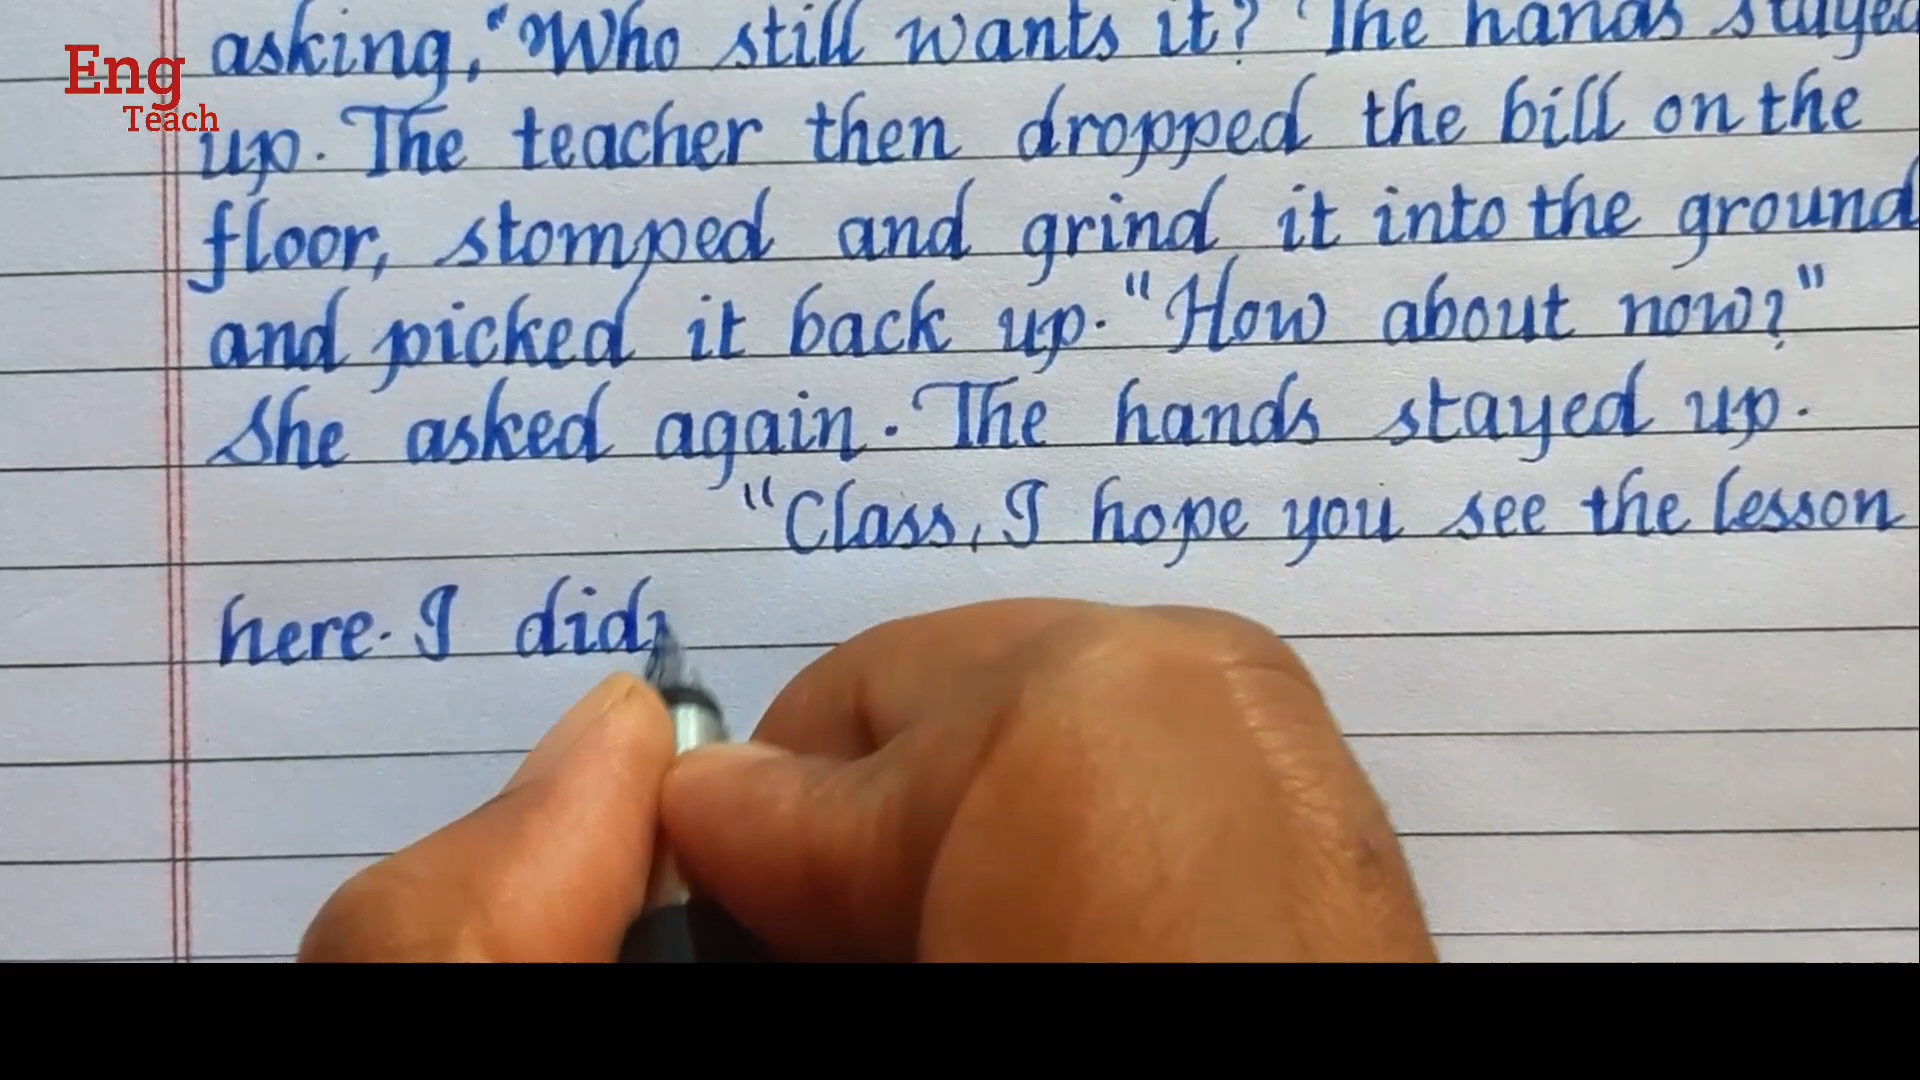 Eng
Teach
asking, "Who still wants it? The hands stayed
up. The teacher then dropped the bill on the
floor, stomped and grind it into the ground
and picked it back up. "How about now?"
She asked again. The hands stayed up.
"Class, I hope you see the lesson
here. I did